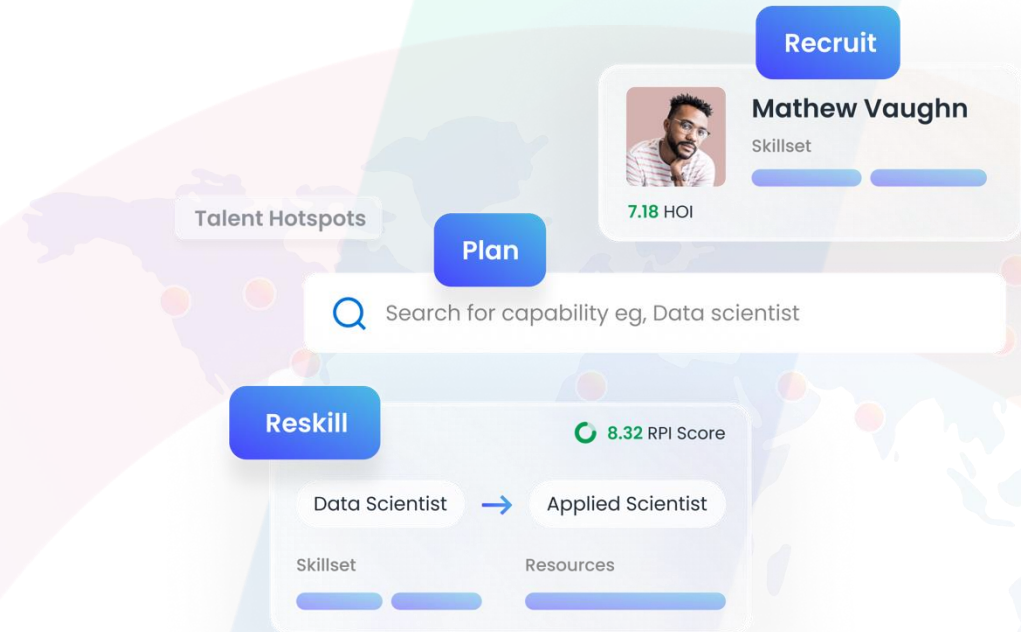 Recruit
Mathew Vaughn
Skillset
7.18 HOI
Talent Hotspots
Plan
Search for capability eg, Data scientist
Reskill
8.32 RPI Score
Data Scientist
Applied Scientist
Skillset
Resources